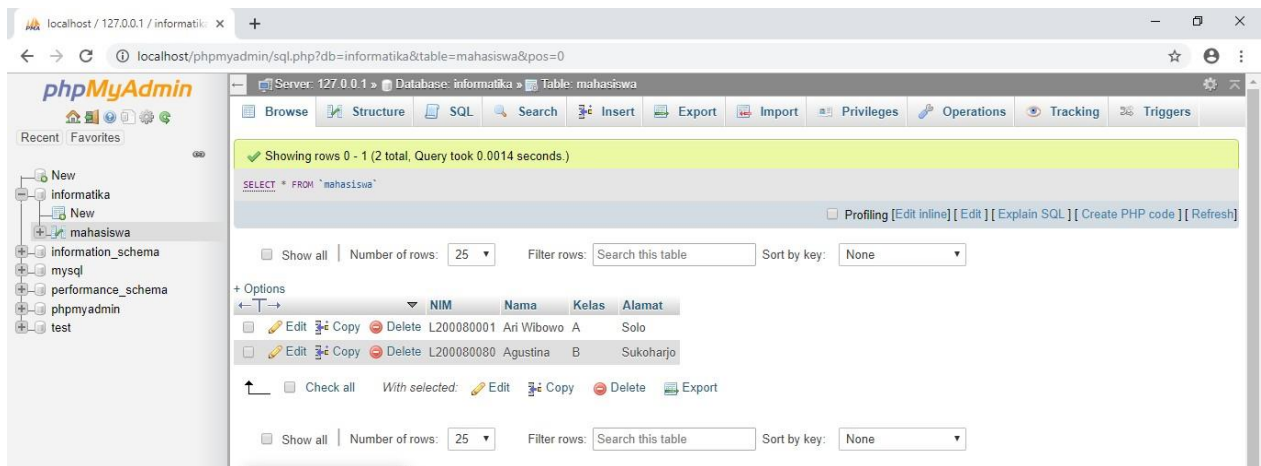 localhost / 127.0.0.1 / informatik
localhost/phpmyadmin/sql.php?db=informatika&table=mahasiswa&pos=0
phpMyAdmin
Recent Favorites
New
informatika
New
mahasiswa
information_schema
mysql
performance_schema
phpmyadmin
test
Server: 127.0.0.1 » Database: informatika » Table: mahasiswa
Browse Structure SQL Search Insert Export Import Privileges Operations Tracking Triggers
Showing rows 0 - 1 (2 total, Query took 0.0014 seconds.)
SELECT * FROM `mahasiswa`
Profiling [Edit inline] [ Edit ] [ Explain SQL ] [ Create PHP code ] [ Refresh]
Show all | Number of rows: 25 Filter rows: Search this table Sort by key: None
+ Options
←T→ NIM Nama Kelas Alamat
Edit Copy Delete L200080001 Ari Wibowo A Solo
Edit Copy Delete L200080080 Agustina B Sukoharjo
Check all With selected: Edit Copy Delete Export
Show all | Number of rows: 25 Filter rows: Search this table Sort by key: None